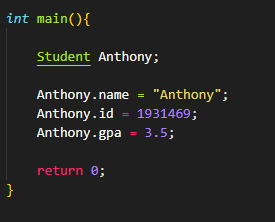 int main(){
Student Anthony;
Anthony.name = "Anthony";
Anthony.id = 1931469;
Anthony.gpa = 3.5;
return 0;
}